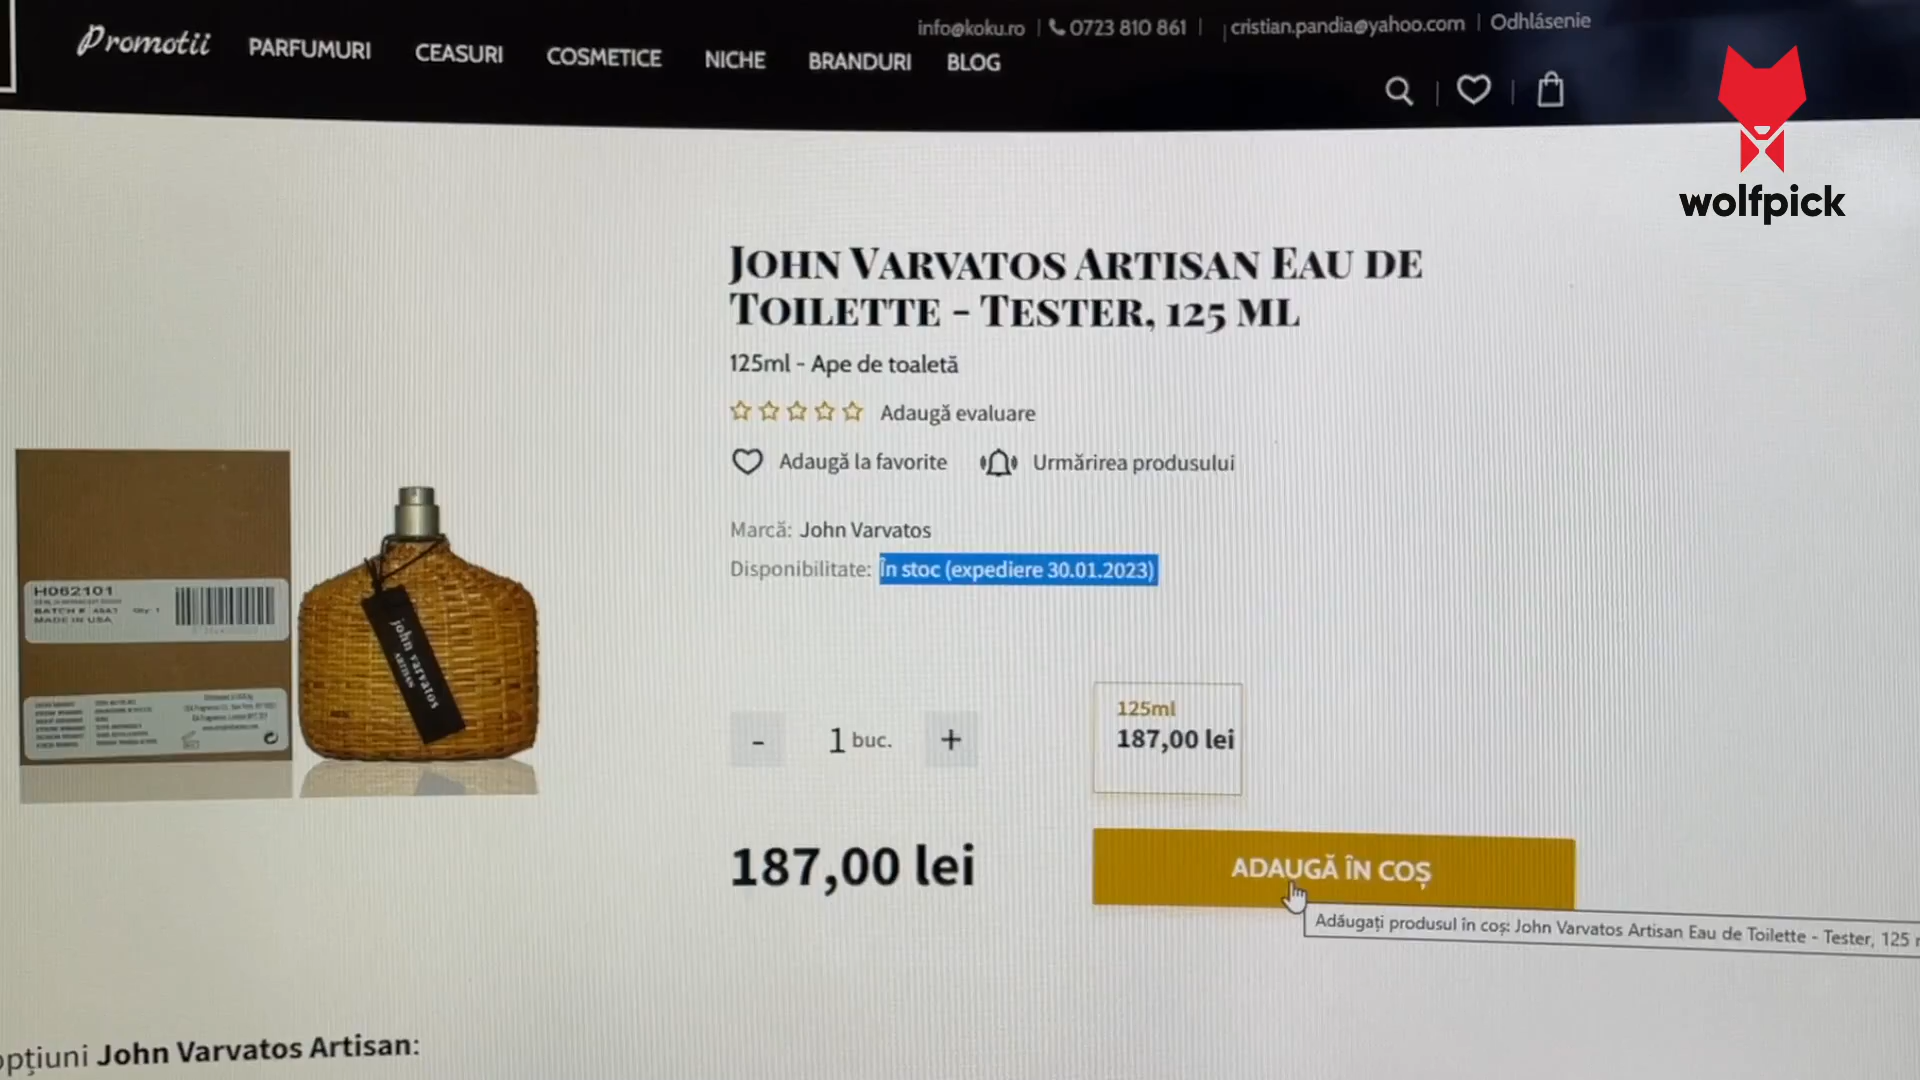 info@koku.ro | 0723 810 861 | cristian.pandia@yahoo.com | Odhlásenie
Promotii PARFUMURI CEASURI COSMETICE NICHE BRANDURI BLOG
wolfpick
JOHN VARVATOS ARTISAN EAU DE
TOILETTE - TESTER, 125 ML
125ml - Ape de toaletă
Adaugă evaluare
Adaugă la favorite Urmărirea produsului
Marcă: John Varvatos
Disponibilitate: În stoc (expediere 30.01.2023)
H062101
MADE IN USA
john varvatos
ARTISAN
- 1 buc. +
125ml
187,00 lei
187,00 lei
ADAUGĂ ÎN COȘ
Adăugați produsul în coș: John Varvatos Artisan Eau de Toilette - Tester, 125
opțiuni John Varvatos Artisan: